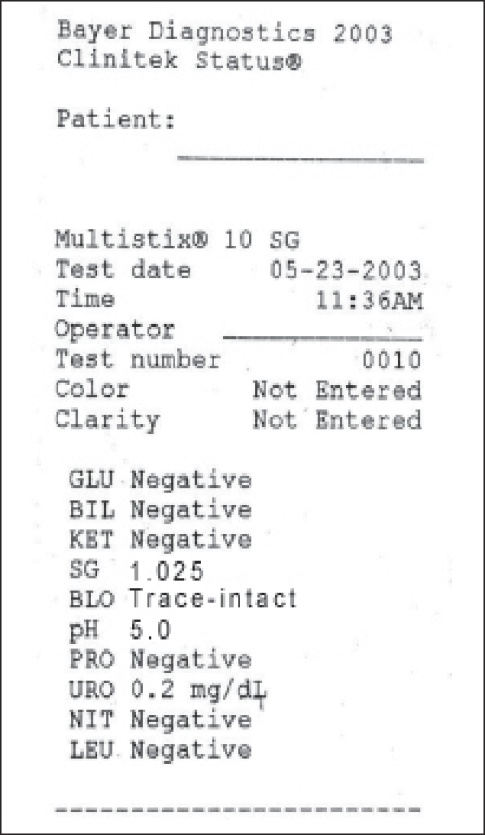 Bayer Diagnostics 2003
Clinitek Status®
Patient:
Multistix® 10 SG
Test date 05-23-2003
Time 11:36AM
Operator
Test number 0010
Color Not Entered
Clarity Not Entered
GLU Negative
BIL Negative
KET Negative
SG 1.025
BLO Trace-intact
pH 5.0
PRO Negative
URO 0.2 mg/dL
NIT Negative
LEU Negative